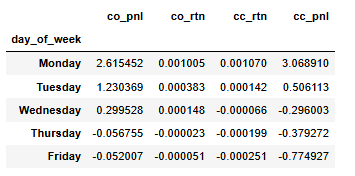 co_pnl co_rtn cc_rtn cc_pnl
day_of_week
Monday 2.615452 0.001005 0.001070 3.068910
Tuesday 1.230369 0.000383 0.000142 0.506113
Wednesday 0.299528 0.000148 -0.000066 -0.296003
Thursday -0.056755 -0.000023 -0.000199 -0.379272
Friday -0.052007 -0.000051 -0.000251 -0.774927